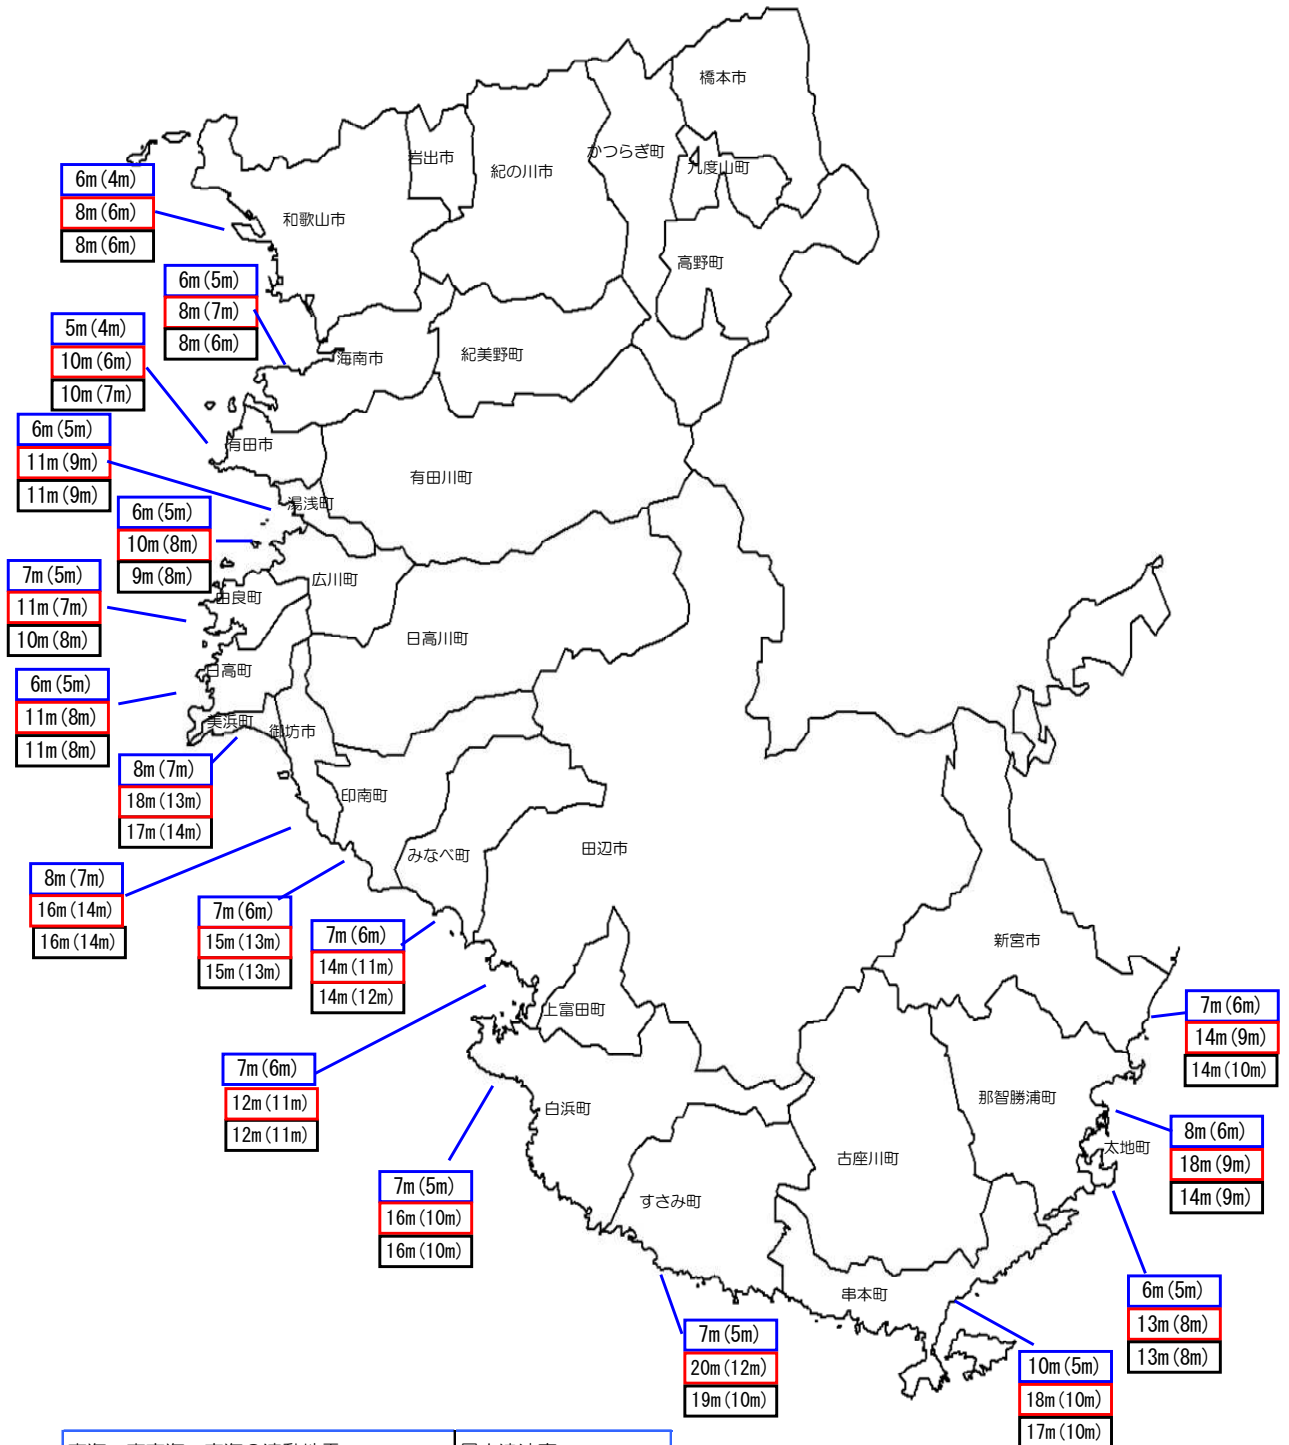 橋本市
かつらぎ町
岩出市
九度山町
紀の川市
6m(4m)
8m(6m)
8m(6m)
和歌山市
高野町
6m(5m)
8m(7m)
8m(6m)
5m(4m)
10m(6m)
10m(7m)
海南市
紀美野町
6m(5m)
11m(9m)
11m(9m)
有田市
有田川町
湯浅町
6m(5m)
10m(8m)
9m(8m)
7m(5m)
11m(7m)
10m(8m)
広川町
由良町
日高川町
6m(5m)
11m(8m)
11m(8m)
日高町
美浜町
御坊市
8m(7m)
18m(13m)
17m(14m)
印南町
みなべ町
田辺市
8m(7m)
16m(14m)
16m(14m)
7m(6m)
15m(13m)
15m(13m)
7m(6m)
14m(11m)
14m(12m)
新宮市
上富田町
7m(6m)
14m(9m)
14m(10m)
7m(6m)
12m(11m)
12m(11m)
白浜町
那智勝浦町
8m(6m)
18m(9m)
14m(9m)
太地町
古座川町
7m(5m)
16m(10m)
16m(10m)
すさみ町
串本町
6m(5m)
13m(8m)
13m(8m)
7m(5m)
20m(12m)
19m(10m)
10m(5m)
18m(10m)
17m(10m)